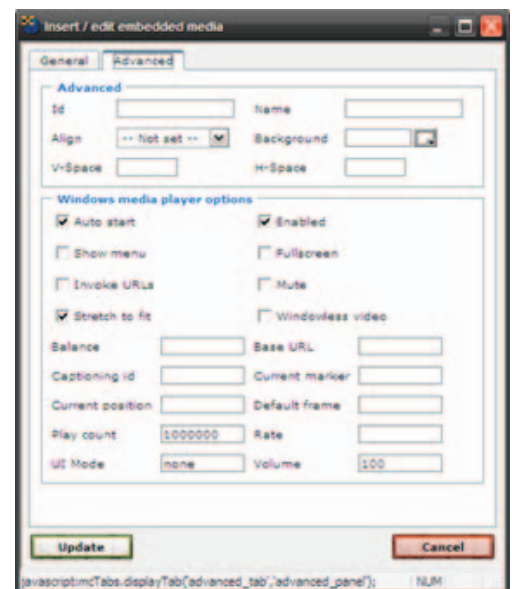 Insert / edit embedded media
General Advanced
Advanced
Id Name
Align -- Not set -- Background
V-Space H-Space
Windows media player options
Auto start Enabled
Show menu Fullscreen
Invoke URLs Mute
Stretch to fit Windowless video
Balance Base URL
Captioning id Current marker
Current position Default frame
Play count 1000000 Rate
UI Mode none Volume 100
Update Cancel
javascript:mcTabs.displayTab('advanced_tab','advanced_panel'); NUM